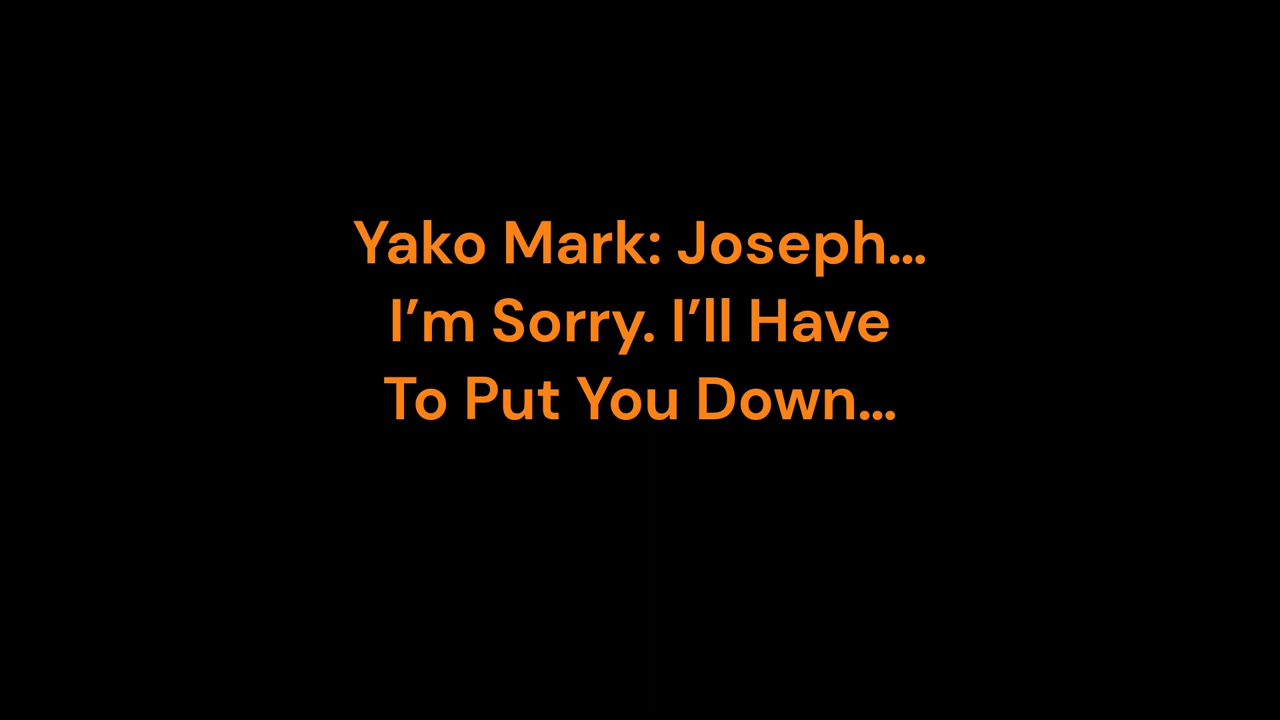 Yako Mark: Joseph…
I’m Sorry. I’ll Have
To Put You Down…